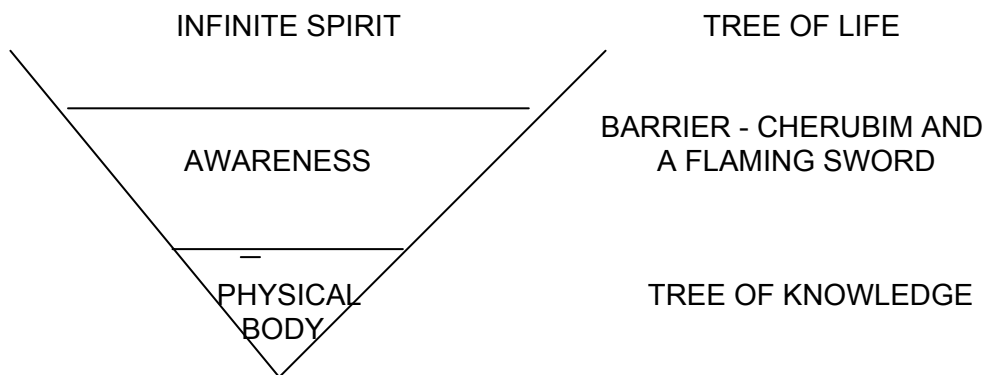 INFINITE SPIRIT
TREE OF LIFE
BARRIER - CHERUBIM AND
A FLAMING SWORD
AWARENESS
PHYSICAL
BODY
TREE OF KNOWLEDGE